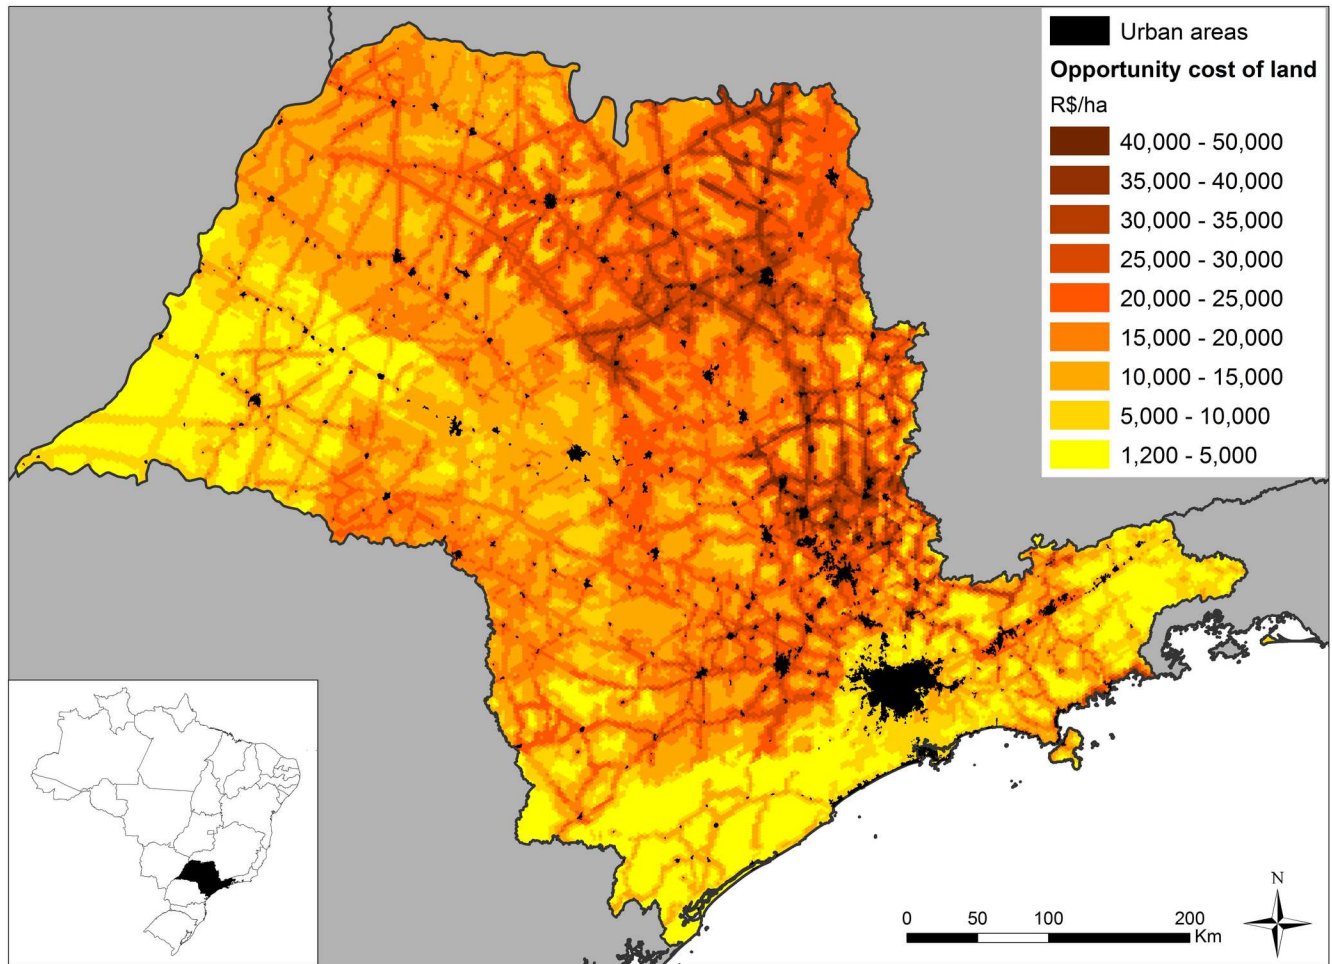 Urban areas
Opportunity cost of land
R$/ha
40,000 - 50,000
35,000 - 40,000
30,000 - 35,000
25,000 - 30,000
20,000 - 25,000
15,000 - 20,000
10,000 - 15,000
5,000 - 10,000
1,200 - 5,000
N
0 50 100 200
Km